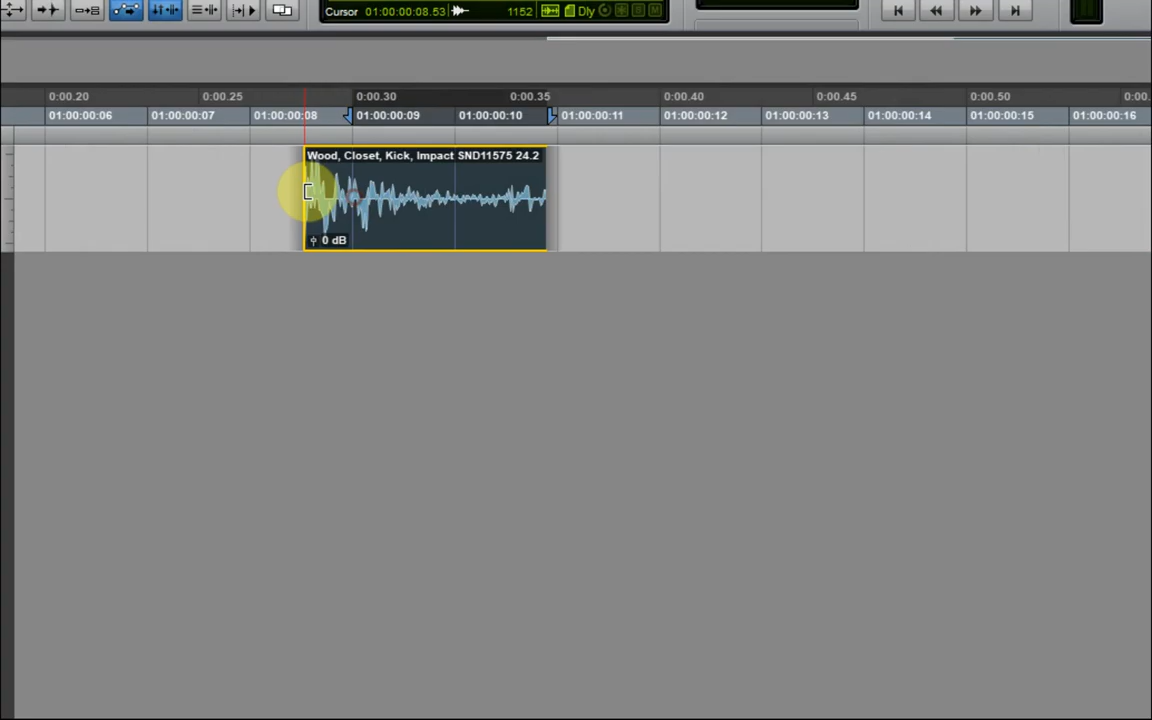 Cursor 01:00:00:08.53 1152 Dly
0:00.20 0:00.25 0:00.30 0:00.35 0:00.40 0:00.45 0:00.50 0:00.
01:00:00:06 01:00:00:07 01:00:00:08 01:00:00:09 01:00:00:10 01:00:00:11 01:00:00:12 01:00:00:13 01:00:00:14 01:00:00:15 01:00:00:16
Wood, Closet, Kick, Impact SND11575 24.2
0 dB